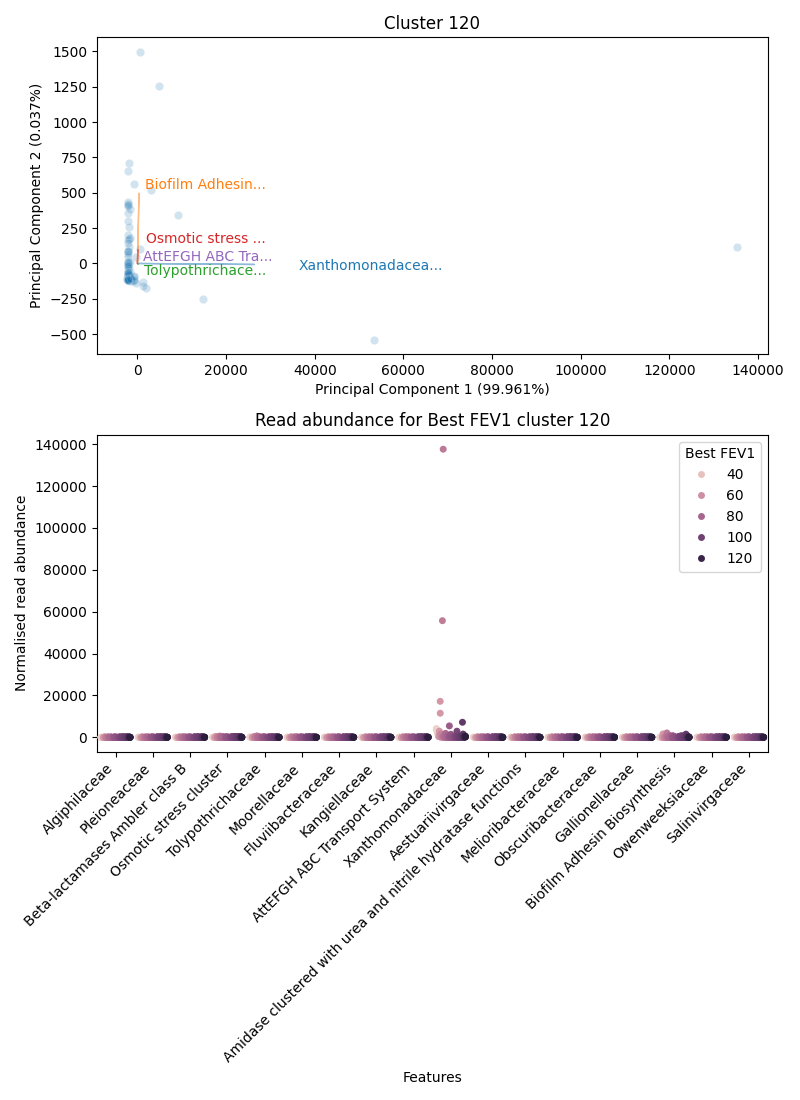 Cluster 120
Principal Component 2 (0.037%)
1500
1250
1000
750
500
250
0
−250
−500
Biofilm Adhesin...
Osmotic stress ...
AttEFGH ABC Tra...
Tolypothrichace...
Xanthomonadacea...
0
20000
40000
60000
80000
100000
120000
140000
Principal Component 1 (99.961%)
Read abundance for Best FEV1 cluster 120
Normalised read abundance
140000
120000
100000
80000
60000
40000
20000
0
Best FEV1
40
60
80
100
120
Algiphilaceae
Pleioneaceae
Beta-lactamases Ambler class B
Osmotic stress cluster
Tolypothrichaceae
Moorellaceae
Fluviibacteraceae
Kangiellaceae
AttEFGH ABC Transport System
Xanthomonadaceae
Aestuariivirgaceae
Amidase clustered with urea and nitrile hydratase functions
Melioribacteraceae
Obscuribacteraceae
Gallionellaceae
Biofilm Adhesin Biosynthesis
Owenweeksiaceae
Salinivirgaceae
Features